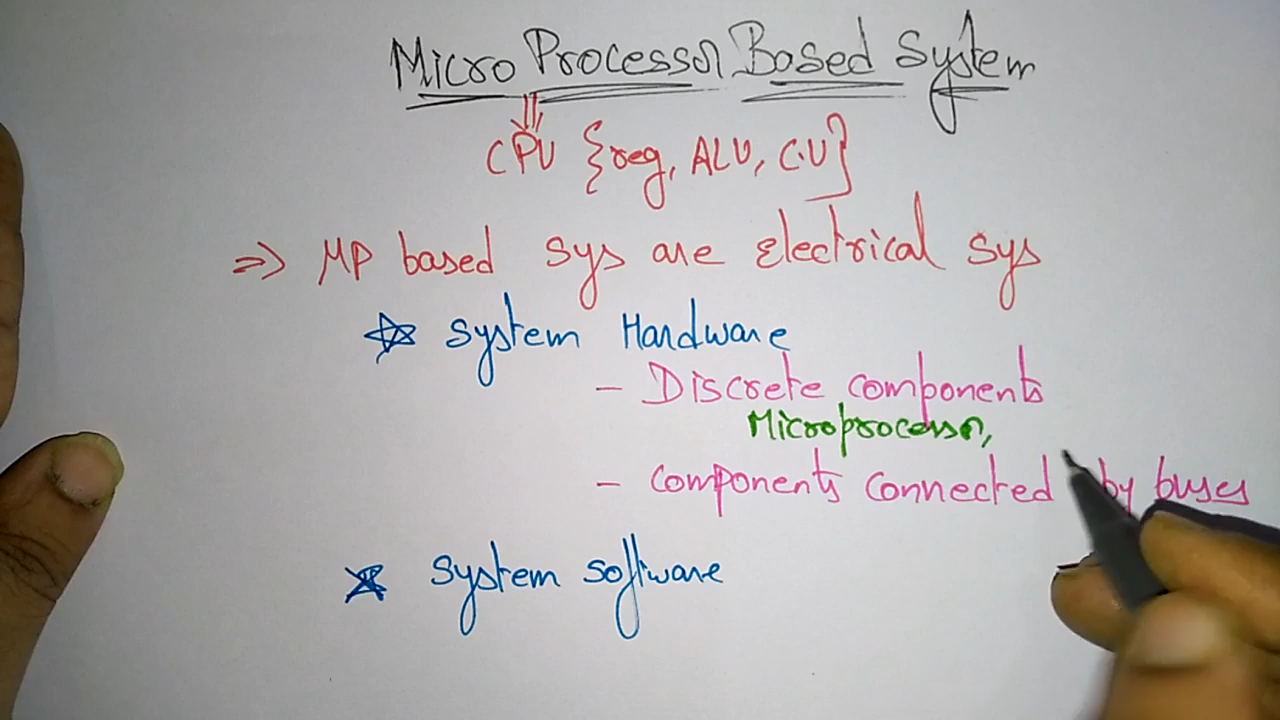 Micro Processor Based System
CPU {reg, ALU, C.U}
⇒ MP based sys are Electrical sys
☆ System Hardware
- Discrete components
Microprocessor,
- Components connected by buses
☆ System software